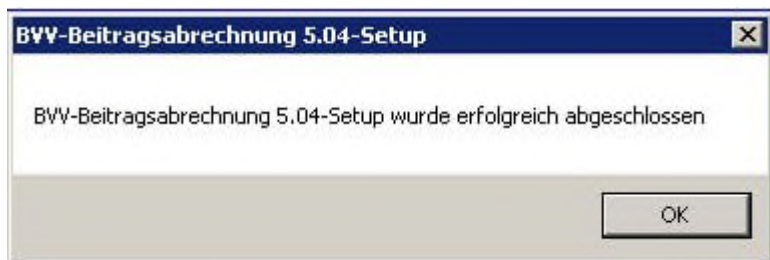 BVV-Beitragsabrechnung 5.04-Setup
BVV-Beitragsabrechnung 5.04-Setup wurde erfolgreich abgeschlossen
OK